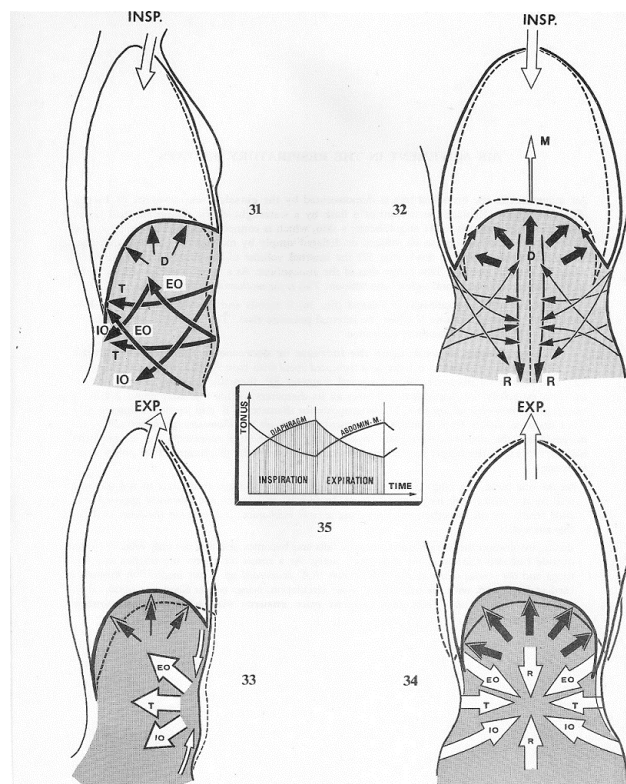 INSP.
INSP.
M
31
32
D
D
T
EO
IO
EO
T
IO
R
R
EXP.
EXP.
TONUS
DIAPHRAGM
ABDOMIN-M
INSPIRATION
EXPIRATION
TIME
35
EO
T
IO
33
34
EO
R
EO
T
T
IO
R
IO